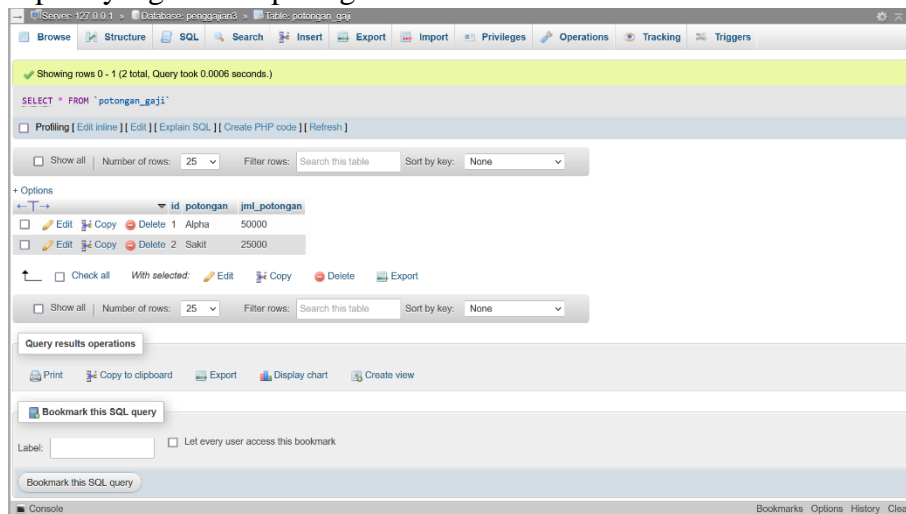 Server: 127.0.0.1 » Database: penggajian3 » Table: potongan_gaji
Browse Structure SQL Search Insert Export Import Privileges Operations Tracking Triggers
Showing rows 0 - 1 (2 total, Query took 0.0006 seconds.)
SELECT * FROM `potongan_gaji`
Profiling [ Edit inline ] [ Edit ] [ Explain SQL ] [ Create PHP code ] [ Refresh ]
Show all | Number of rows: 25 Filter rows: Search this table Sort by key: None
+ Options
←T→ id potongan jml_potongan
Edit Copy Delete 1 Alpha 50000
Edit Copy Delete 2 Sakit 25000
Check all With selected: Edit Copy Delete Export
Show all | Number of rows: 25 Filter rows: Search this table Sort by key: None
Query results operations
Print Copy to clipboard Export Display chart Create view
Bookmark this SQL query
Label: Let every user access this bookmark
Bookmark this SQL query
Console Bookmarks Options History Clea